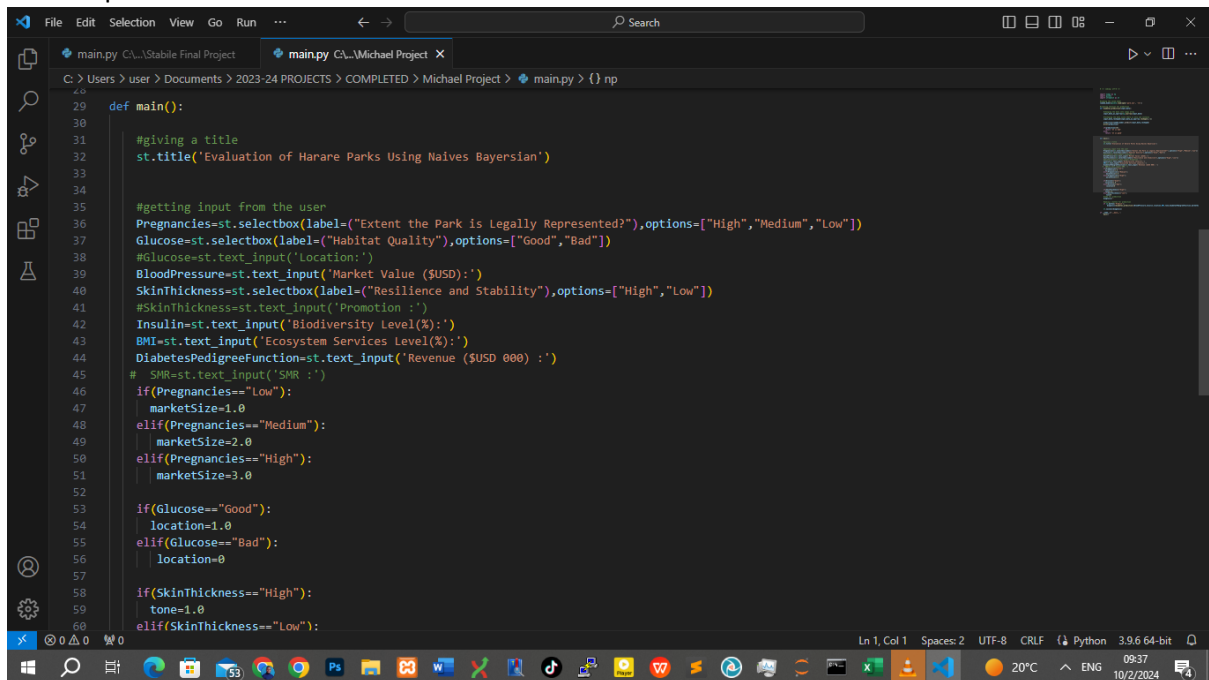 File Edit Selection View Go Run ··· Search
main.py C:\...\Stabile Final Project main.py C:\...\Michael Project
C: > Users > user > Documents > 2023-24 PROJECTS > COMPLETED > Michael Project > main.py > {} np
28
29 def main():
30
31 #giving a title
32 st.title('Evaluation of Harare Parks Using Naives Bayersian')
33
34
35 #getting input from the user
36 Pregnancies=st.selectbox(label=("Extent the Park is Legally Represented?"),options=["High","Medium","Low"])
37 Glucose=st.selectbox(label=("Habitat Quality"),options=["Good","Bad"])
38 #Glucose=st.text_input('Location:')
39 BloodPressure=st.text_input('Market Value ($USD):')
40 SkinThickness=st.selectbox(label=("Resilience and Stability"),options=["High","Low"])
41 #SkinThickness=st.text_input('Promotion :')
42 Insulin=st.text_input('Biodiversity Level(%):')
43 BMI=st.text_input('Ecosystem Services Level(%):')
44 DiabetesPedigreeFunction=st.text_input('Revenue ($USD 000) :')
45 # SMR=st.text_input('SMR :')
46 if(Pregnancies=="Low"):
47 marketSize=1.0
48 elif(Pregnancies=="Medium"):
49 marketSize=2.0
50 elif(Pregnancies=="High"):
51 marketSize=3.0
52
53 if(Glucose=="Good"):
54 location=1.0
55 elif(Glucose=="Bad"):
56 location=0
57
58 if(SkinThickness=="High"):
59 tone=1.0
60 elif(SkinThickness=="Low"):
0 0 0 Ln 1, Col 1 Spaces: 2 UTF-8 CRLF Python 3.9.6 64-bit
53 20°C ENG 09:37
10/2/2024 4